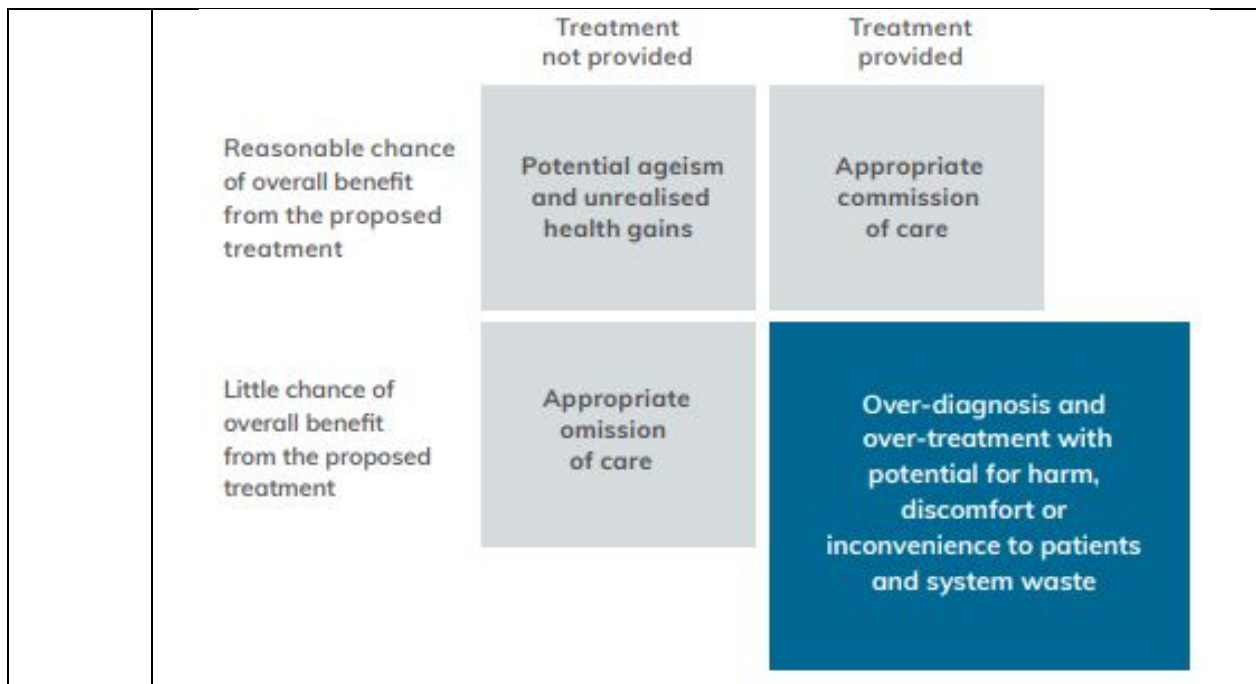 Treatment
not provided
Treatment
provided
Reasonable chance
of overall benefit
from the proposed
treatment
Potential ageism
and unrealised
health gains
Appropriate
commission
of care
Little chance of
overall benefit
from the proposed
treatment
Appropriate
omission
of care
Over-diagnosis and
over-treatment with
potential for harm,
discomfort or
inconvenience to patients
and system waste